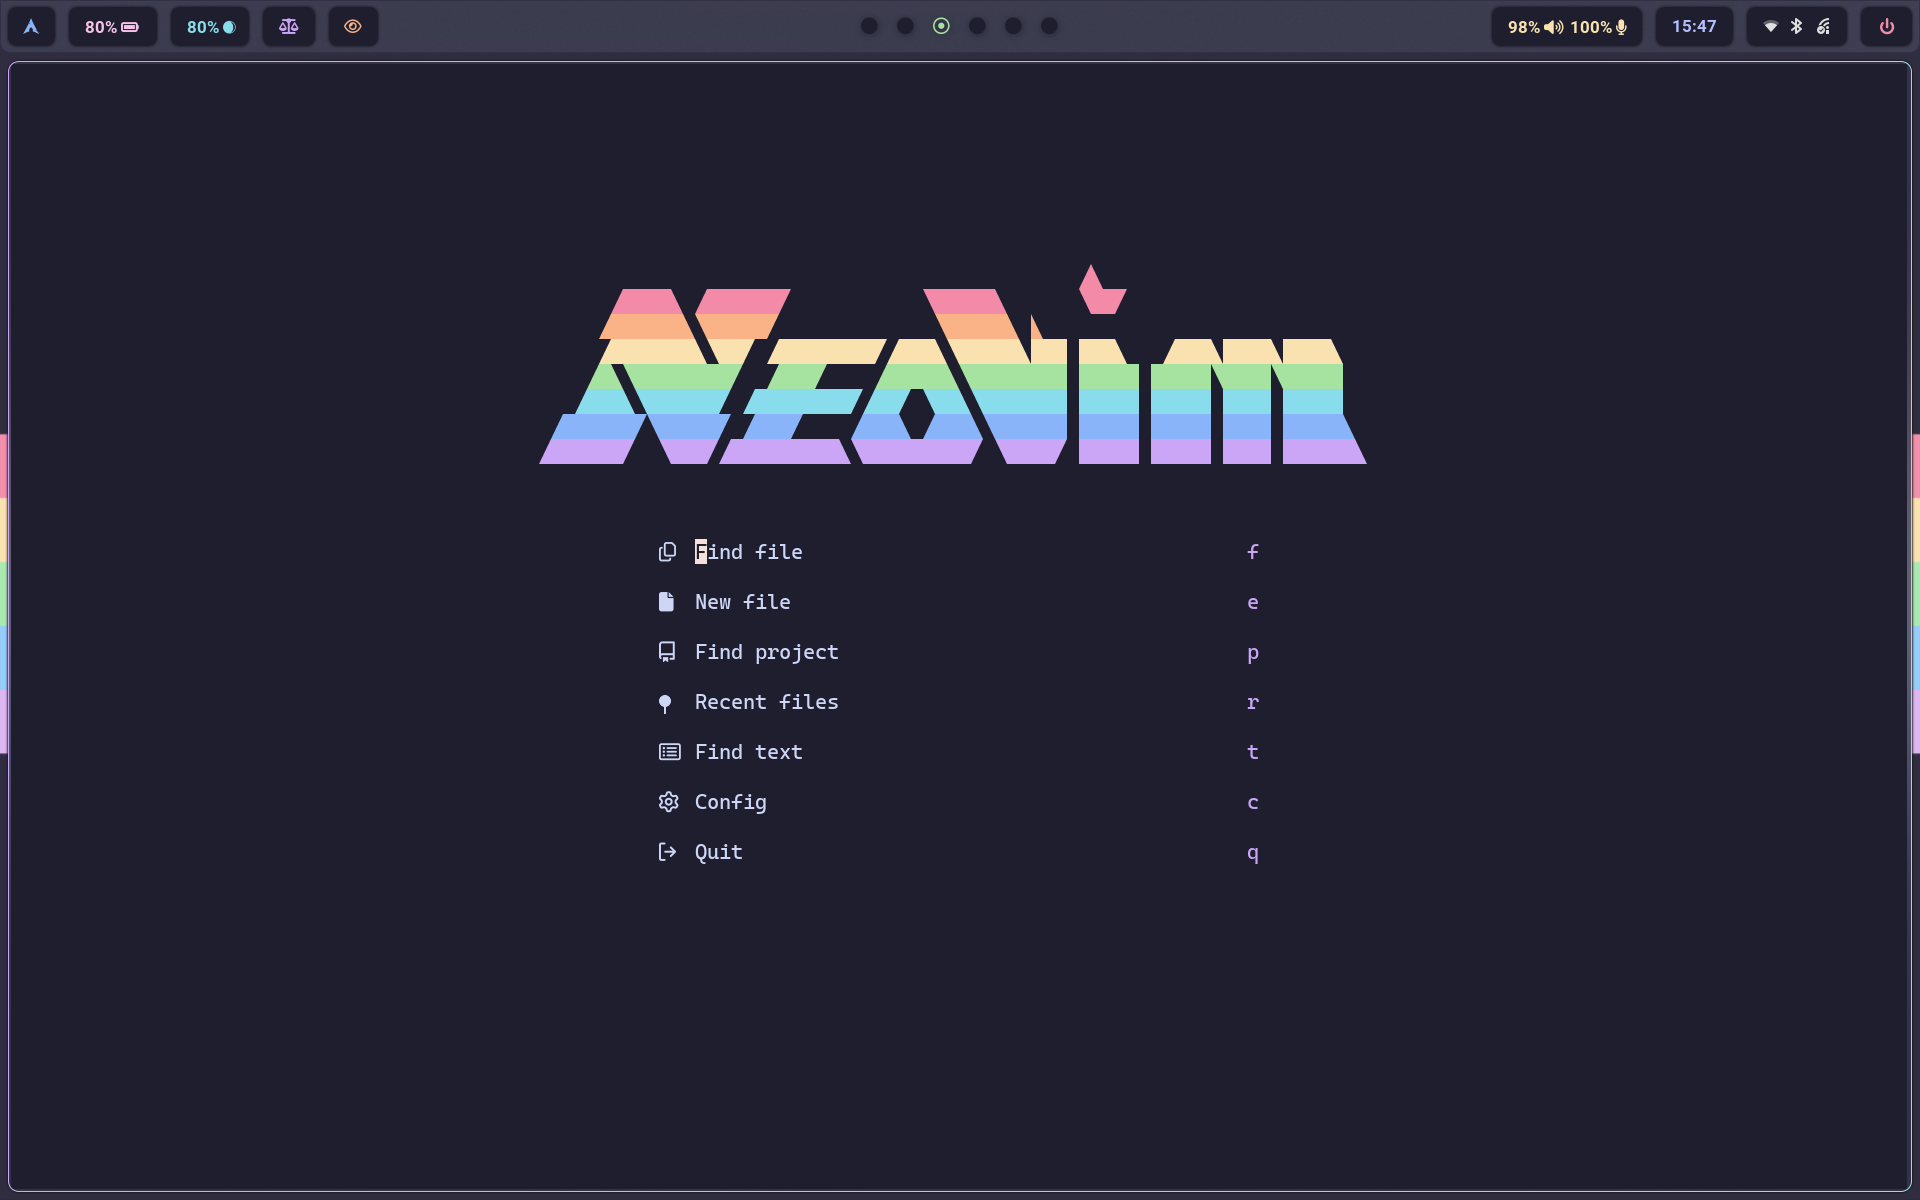 80% 80% 98% 100% 15:47
Neovim
Find file f
New file e
Find project p
Recent files r
Find text t
Config c
Quit q